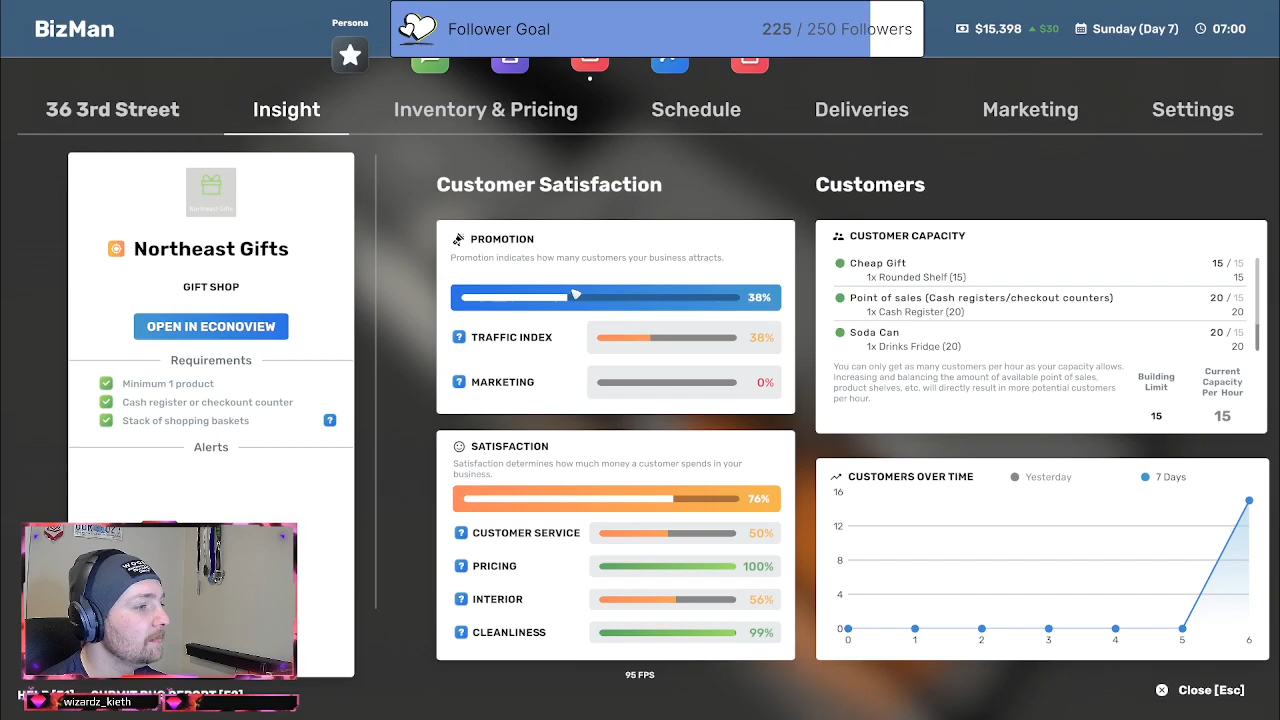 BizMan
Persona
Follower Goal
225 / 250 Followers
$15,398
$30
Sunday (Day 7)
07:00
36 3rd Street
Insight
Inventory & Pricing
Schedule
Deliveries
Marketing
Settings
Northeast Gifts
Northeast Gifts
GIFT SHOP
OPEN IN ECONOVIEW
Requirements
Minimum 1 product
Cash register or checkount counter
Stack of shopping baskets
?
Alerts
Customer Satisfaction
PROMOTION
Promotion indicates how many customers your business attracts.
38%
? TRAFFIC INDEX 38%
? MARKETING 0%
SATISFACTION
Satisfaction determines how much money a customer spends in your
business.
76%
? CUSTOMER SERVICE 50%
? PRICING 100%
? INTERIOR 56%
? CLEANLINESS 99%
Customers
CUSTOMER CAPACITY
Cheap Gift 15 / 15
1x Rounded Shelf (15) 15
Point of sales (Cash registers/checkout counters) 20 / 15
1x Cash Register (20) 20
Soda Can 20 / 15
1x Drinks Fridge (20) 20
You can only get as many customers per hour as your capacity allows.
Increasing and balancing the amount of available point of sales,
product shelves, etc. will directly result in more potential customers
per hour.
Building
Limit
15
Current
Capacity
Per Hour
15
CUSTOMERS OVER TIME
Yesterday
7 Days
16
12
8
4
0
0 1 2 3 4 5 6
95 FPS
HELP [F1] SUBMIT BUG REPORT [F2]
wizardz_kieth
Close [Esc]